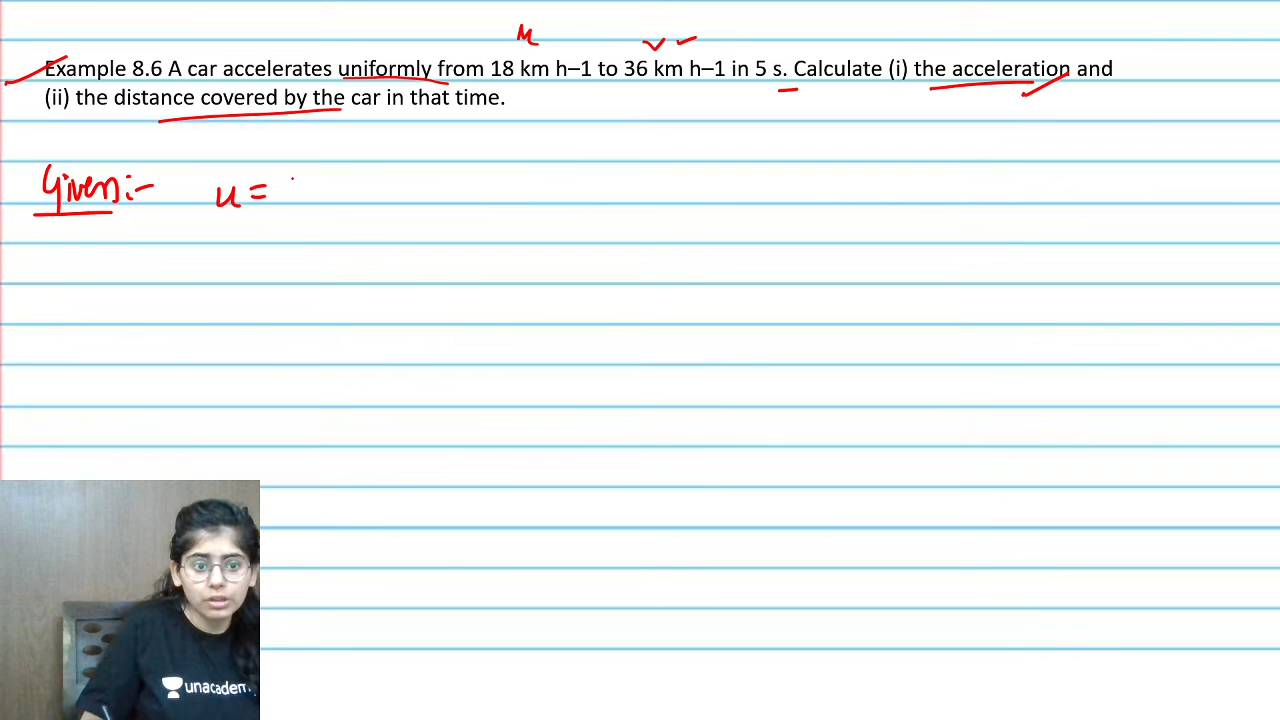 u v
Example 8.6 A car accelerates uniformly from 18 km h–1 to 36 km h–1 in 5 s. Calculate (i) the acceleration and
(ii) the distance covered by the car in that time.
Given:- u =
unacadem